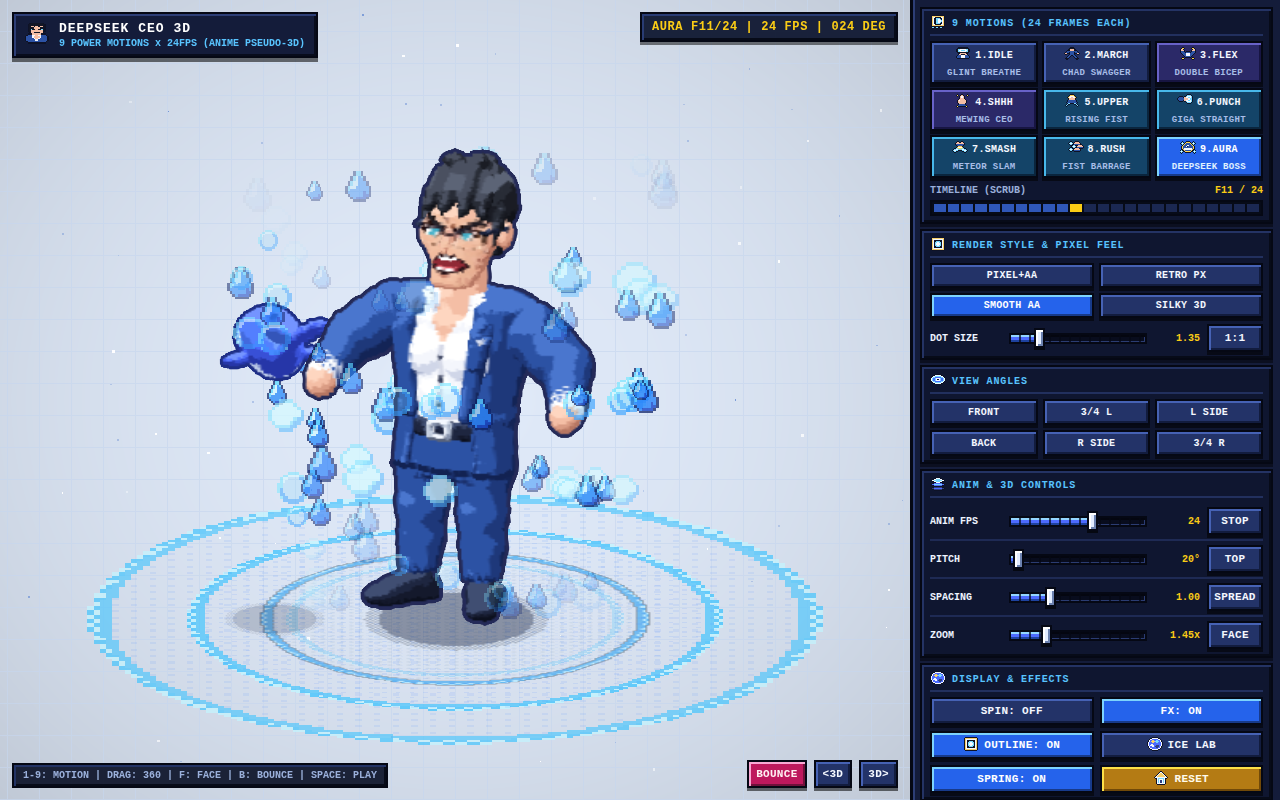 DEEPSEEK CEO 3D
9 POWER MOTIONS x 24FPS (ANIME PSEUDO-3D)
AURA F11/24 | 24 FPS | 024 DEG
9 MOTIONS (24 FRAMES EACH)
1.IDLE
GLINT BREATHE
2.MARCH
CHAD SWAGGER
3.FLEX
DOUBLE BICEP
4.SHHH
MEWING CEO
5.UPPER
RISING FIST
6.PUNCH
GIGA STRAIGHT
7.SMASH
METEOR SLAM
8.RUSH
FIST BARRAGE
9.AURA
DEEPSEEK BOSS
TIMELINE (SCRUB) F11 / 24
RENDER STYLE & PIXEL FEEL
PIXEL+AA RETRO PX
SMOOTH AA SILKY 3D
DOT SIZE 1.35 1:1
VIEW ANGLES
FRONT 3/4 L L SIDE
BACK R SIDE 3/4 R
ANIM & 3D CONTROLS
ANIM FPS 24 STOP
PITCH 20° TOP
SPACING 1.00 SPREAD
ZOOM 1.45x FACE
DISPLAY & EFFECTS
SPIN: OFF FX: ON
OUTLINE: ON ICE LAB
SPRING: ON RESET
1-9: MOTION | DRAG: 360 | F: FACE | B: BOUNCE | SPACE: PLAY
BOUNCE <3D 3D>